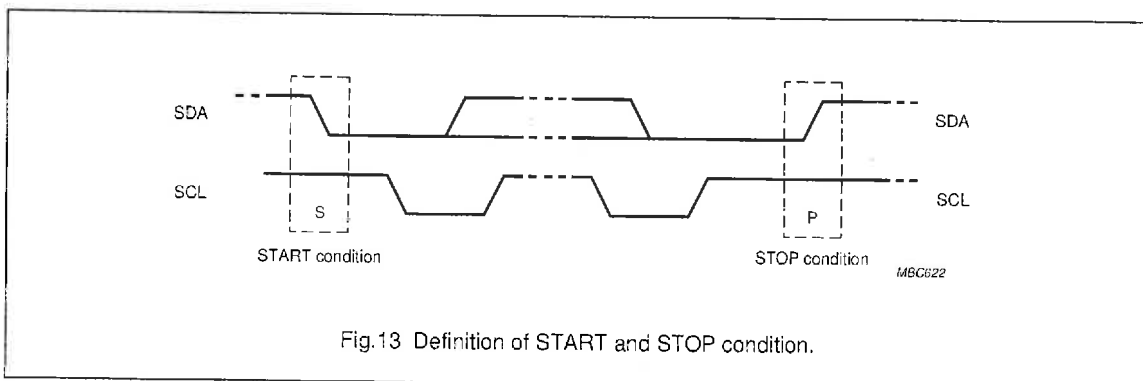 SDA
SDA
SCL
SCL
S
P
START condition
STOP condition
MBC622
Fig.13 Definition of START and STOP condition.